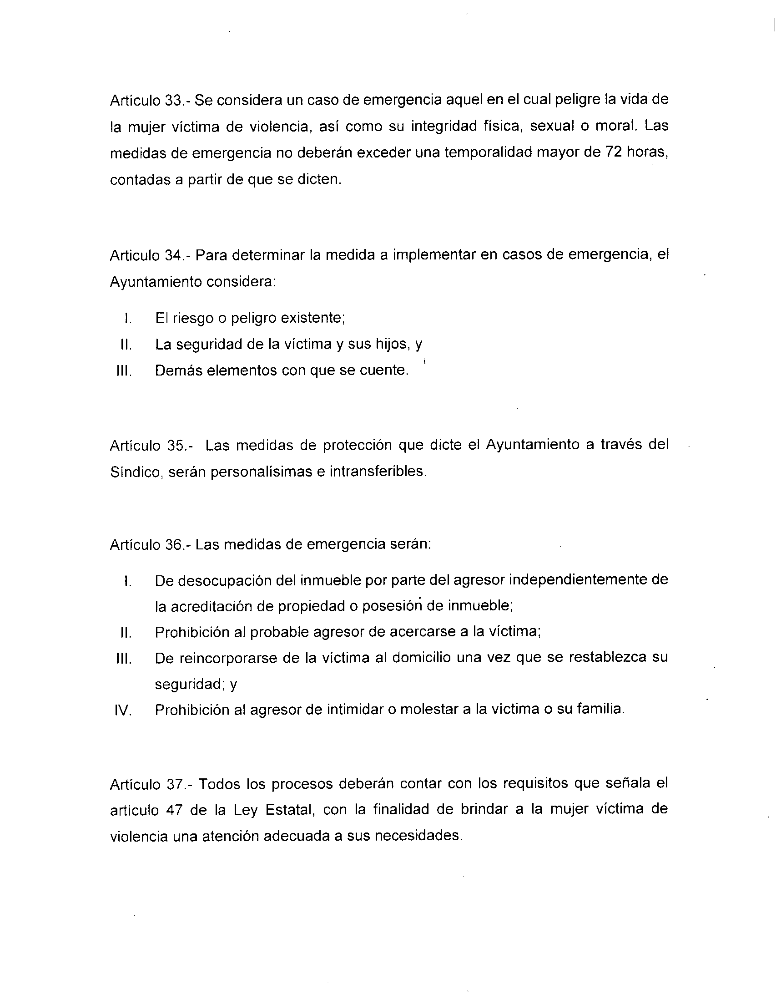 Artículo 33.- Se considera un caso de emergencia aquel en el cual peligre la vida de
la mujer víctima de violencia, así como su integridad física, sexual o moral. Las
medidas de emergencia no deberán exceder una temporalidad mayor de 72 horas,
contadas a partir de que se dicten.
Articulo 34.- Para determinar la medida a implementar en casos de emergencia, el
Ayuntamiento considera:
I. El riesgo o peligro existente;
II. La seguridad de la víctima y sus hijos, y
III. Demás elementos con que se cuente.
Artículo 35.- Las medidas de protección que dicte el Ayuntamiento a través del
Síndico, serán personalísimas e intransferibles.
Artículo 36.- Las medidas de emergencia serán:
I. De desocupación del inmueble por parte del agresor independientemente de
la acreditación de propiedad o posesión de inmueble;
II. Prohibición al probable agresor de acercarse a la víctima;
III. De reincorporarse de la víctima al domicilio una vez que se restablezca su
seguridad; y
IV. Prohibición al agresor de intimidar o molestar a la víctima o su familia.
Artículo 37.- Todos los procesos deberán contar con los requisitos que señala el
artículo 47 de la Ley Estatal, con la finalidad de brindar a la mujer víctima de
violencia una atención adecuada a sus necesidades.